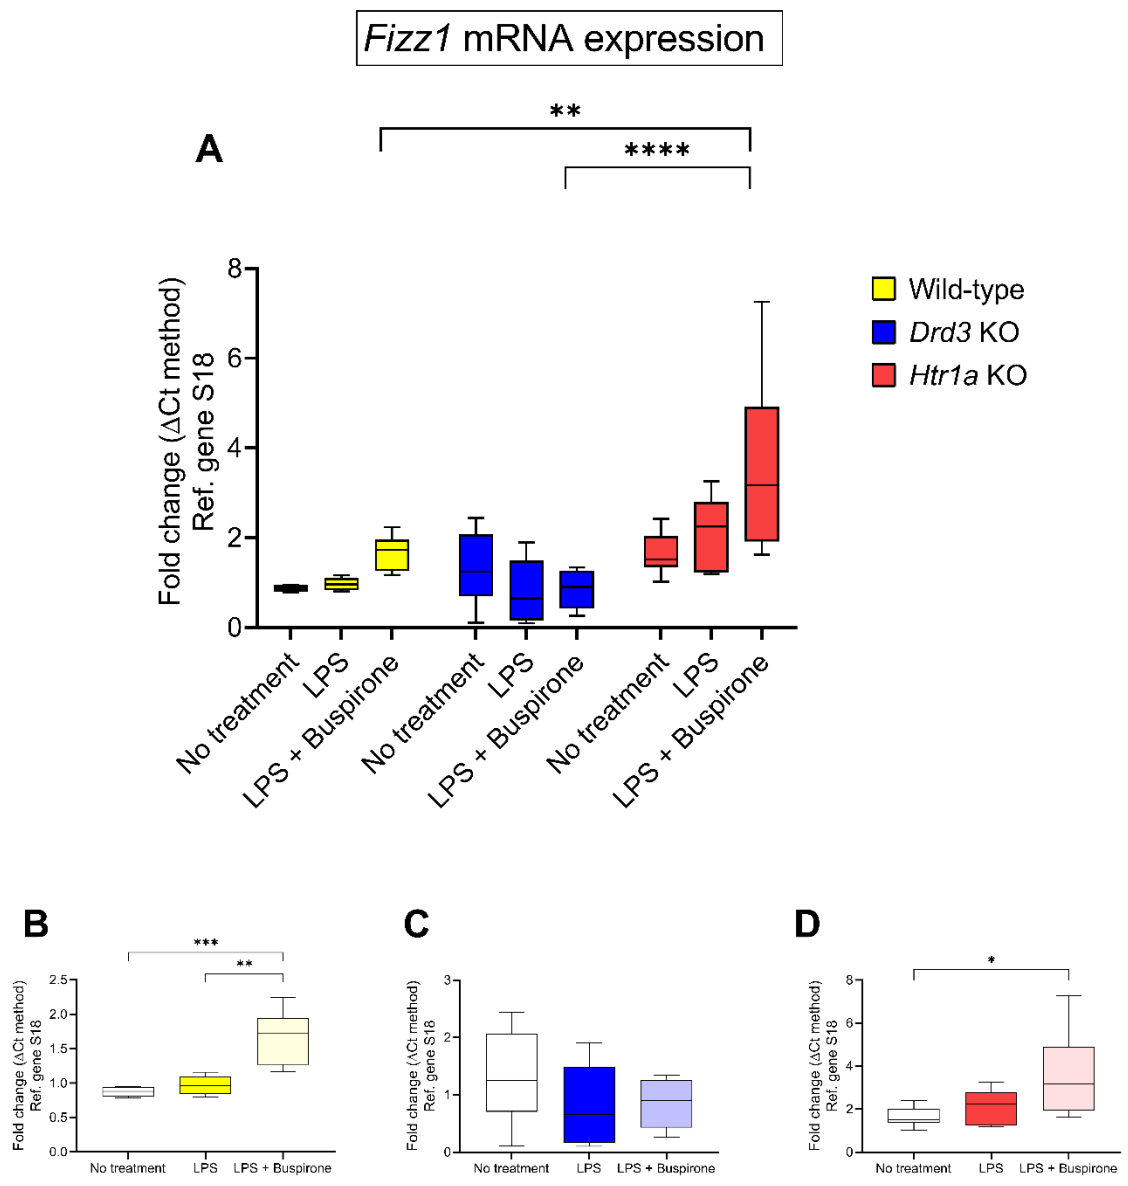 Fizz1 mRNA expression
**
A
****
Fold change (ΔCt method)
Ref. gene S18
8
6
4
2
0
Wild-type
Drd3 KO
Htr1a KO
No treatment
LPS
LPS + Buspirone
No treatment
LPS
LPS + Buspirone
No treatment
LPS
LPS + Buspirone
B
***
**
Fold change (ΔCt method)
Ref. gene S18
2.5
2.0
1.5
1.0
0.5
0.0
No treatment
LPS
LPS + Buspirone
C
Fold change (ΔCt method)
Ref. gene S18
3
2
1
0
No treatment
LPS
LPS + Buspirone
D
*
Fold change (ΔCt method)
Ref. gene S18
8
6
4
2
0
No treatment
LPS
LPS + Buspirone